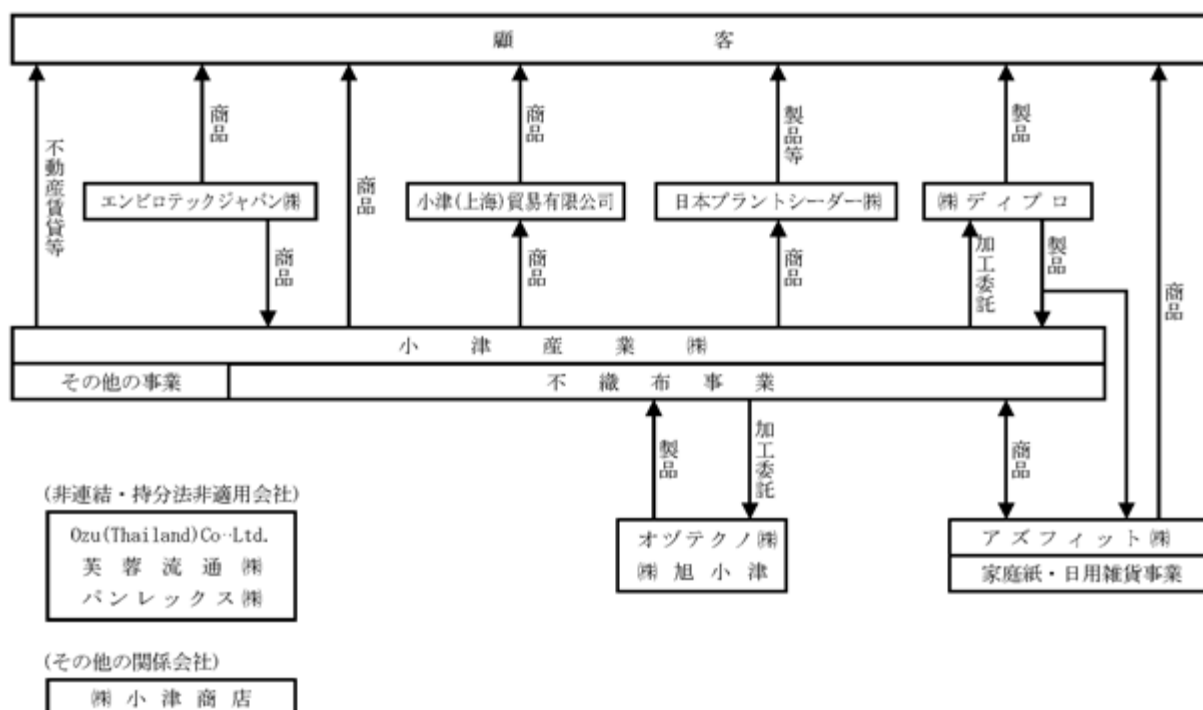 顧客
不動産賃貸等
商品
商品
商品
製品等
製品
商品
エンビロテックジャパン㈱
小津(上海)貿易有限公司
日本プラントシーダー㈱
㈱ディプロ
商品
商品
商品
加工委託
製品
小津産業㈱
その他の事業
不織布事業
製品
加工委託
商品
オヅテクノ㈱
㈱旭小津
アズフィット㈱
家庭紙・日用雑貨事業
(非連結・持分法非適用会社)
Ozu(Thailand)Co.,Ltd.
芙蓉流通㈱
パンレックス㈱
(その他の関係会社)
㈱小津商店